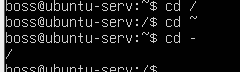 boss@ubuntu-serv:~$ cd /
boss@ubuntu-serv:/$ cd ~
boss@ubuntu-serv:~$ cd -
/
boss@ubuntu-serv:/$